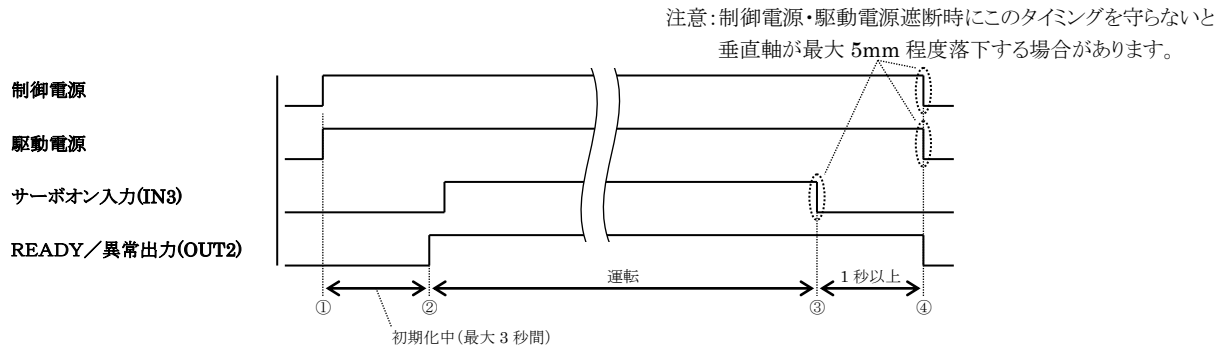 注意：制御電源・駆動電源遮断時にこのタイミングを守らないと
垂直軸が最大 5mm 程度落下する場合があります。
制御電源
駆動電源
サーボオン入力(IN3)
READY／異常出力(OUT2)
運転
1 秒以上
① ② ③ ④
初期化中（最大 3 秒間）